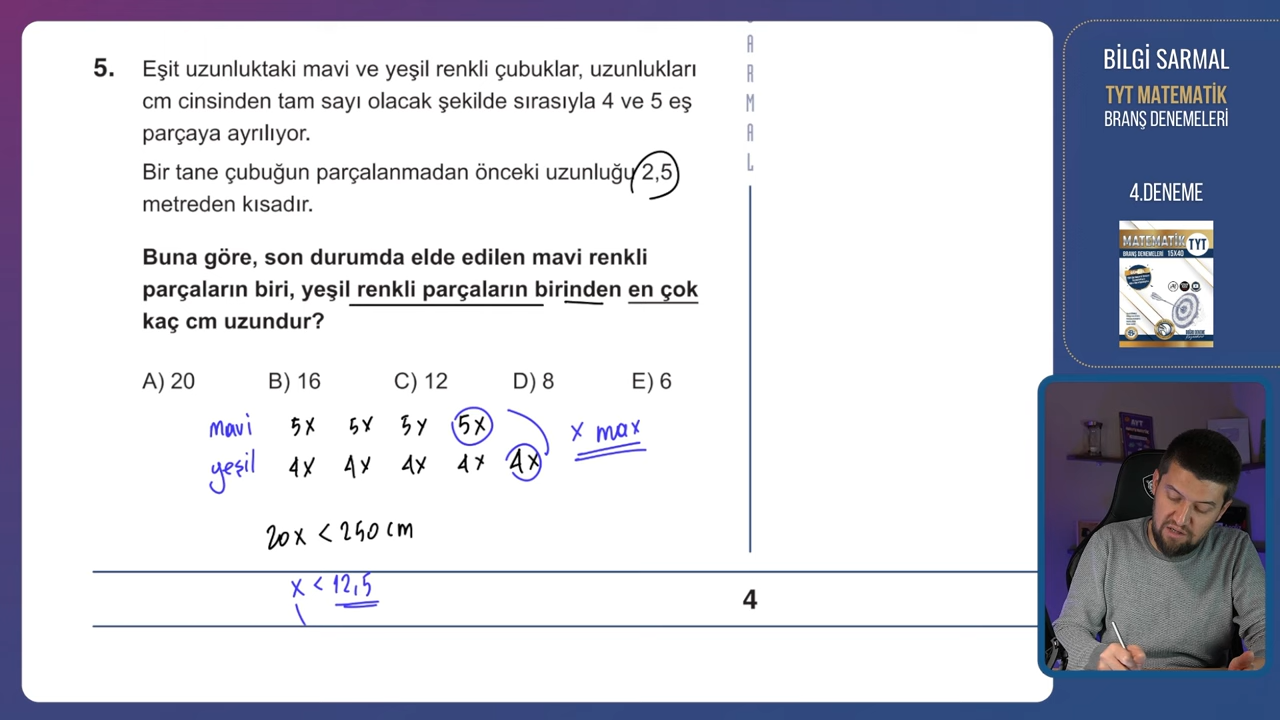 5. Eşit uzunluktaki mavi ve yeşil renkli çubuklar, uzunlukları
cm cinsinden tam sayı olacak şekilde sırasıyla 4 ve 5 eş
parçaya ayrılıyor.
Bir tane çubuğun parçalanmadan önceki uzunluğu 2,5
metreden kısadır.
Buna göre, son durumda elde edilen mavi renkli
parçaların biri, yeşil renkli parçaların birinden en çok
kaç cm uzundur?
A) 20 B) 16 C) 12 D) 8 E) 6
mavi 5x 5x 5x 5x
yeşil 4x 4x 4x 4x 4x
x max
20x < 250 cm
x < 12,5
4
A
R
M
A
L
BİLGİ SARMAL
TYT MATEMATİK
BRANŞ DENEMELERİ
4.DENEME
MATEMATİK TYT
BRANŞ DENEMELERİ 15X40